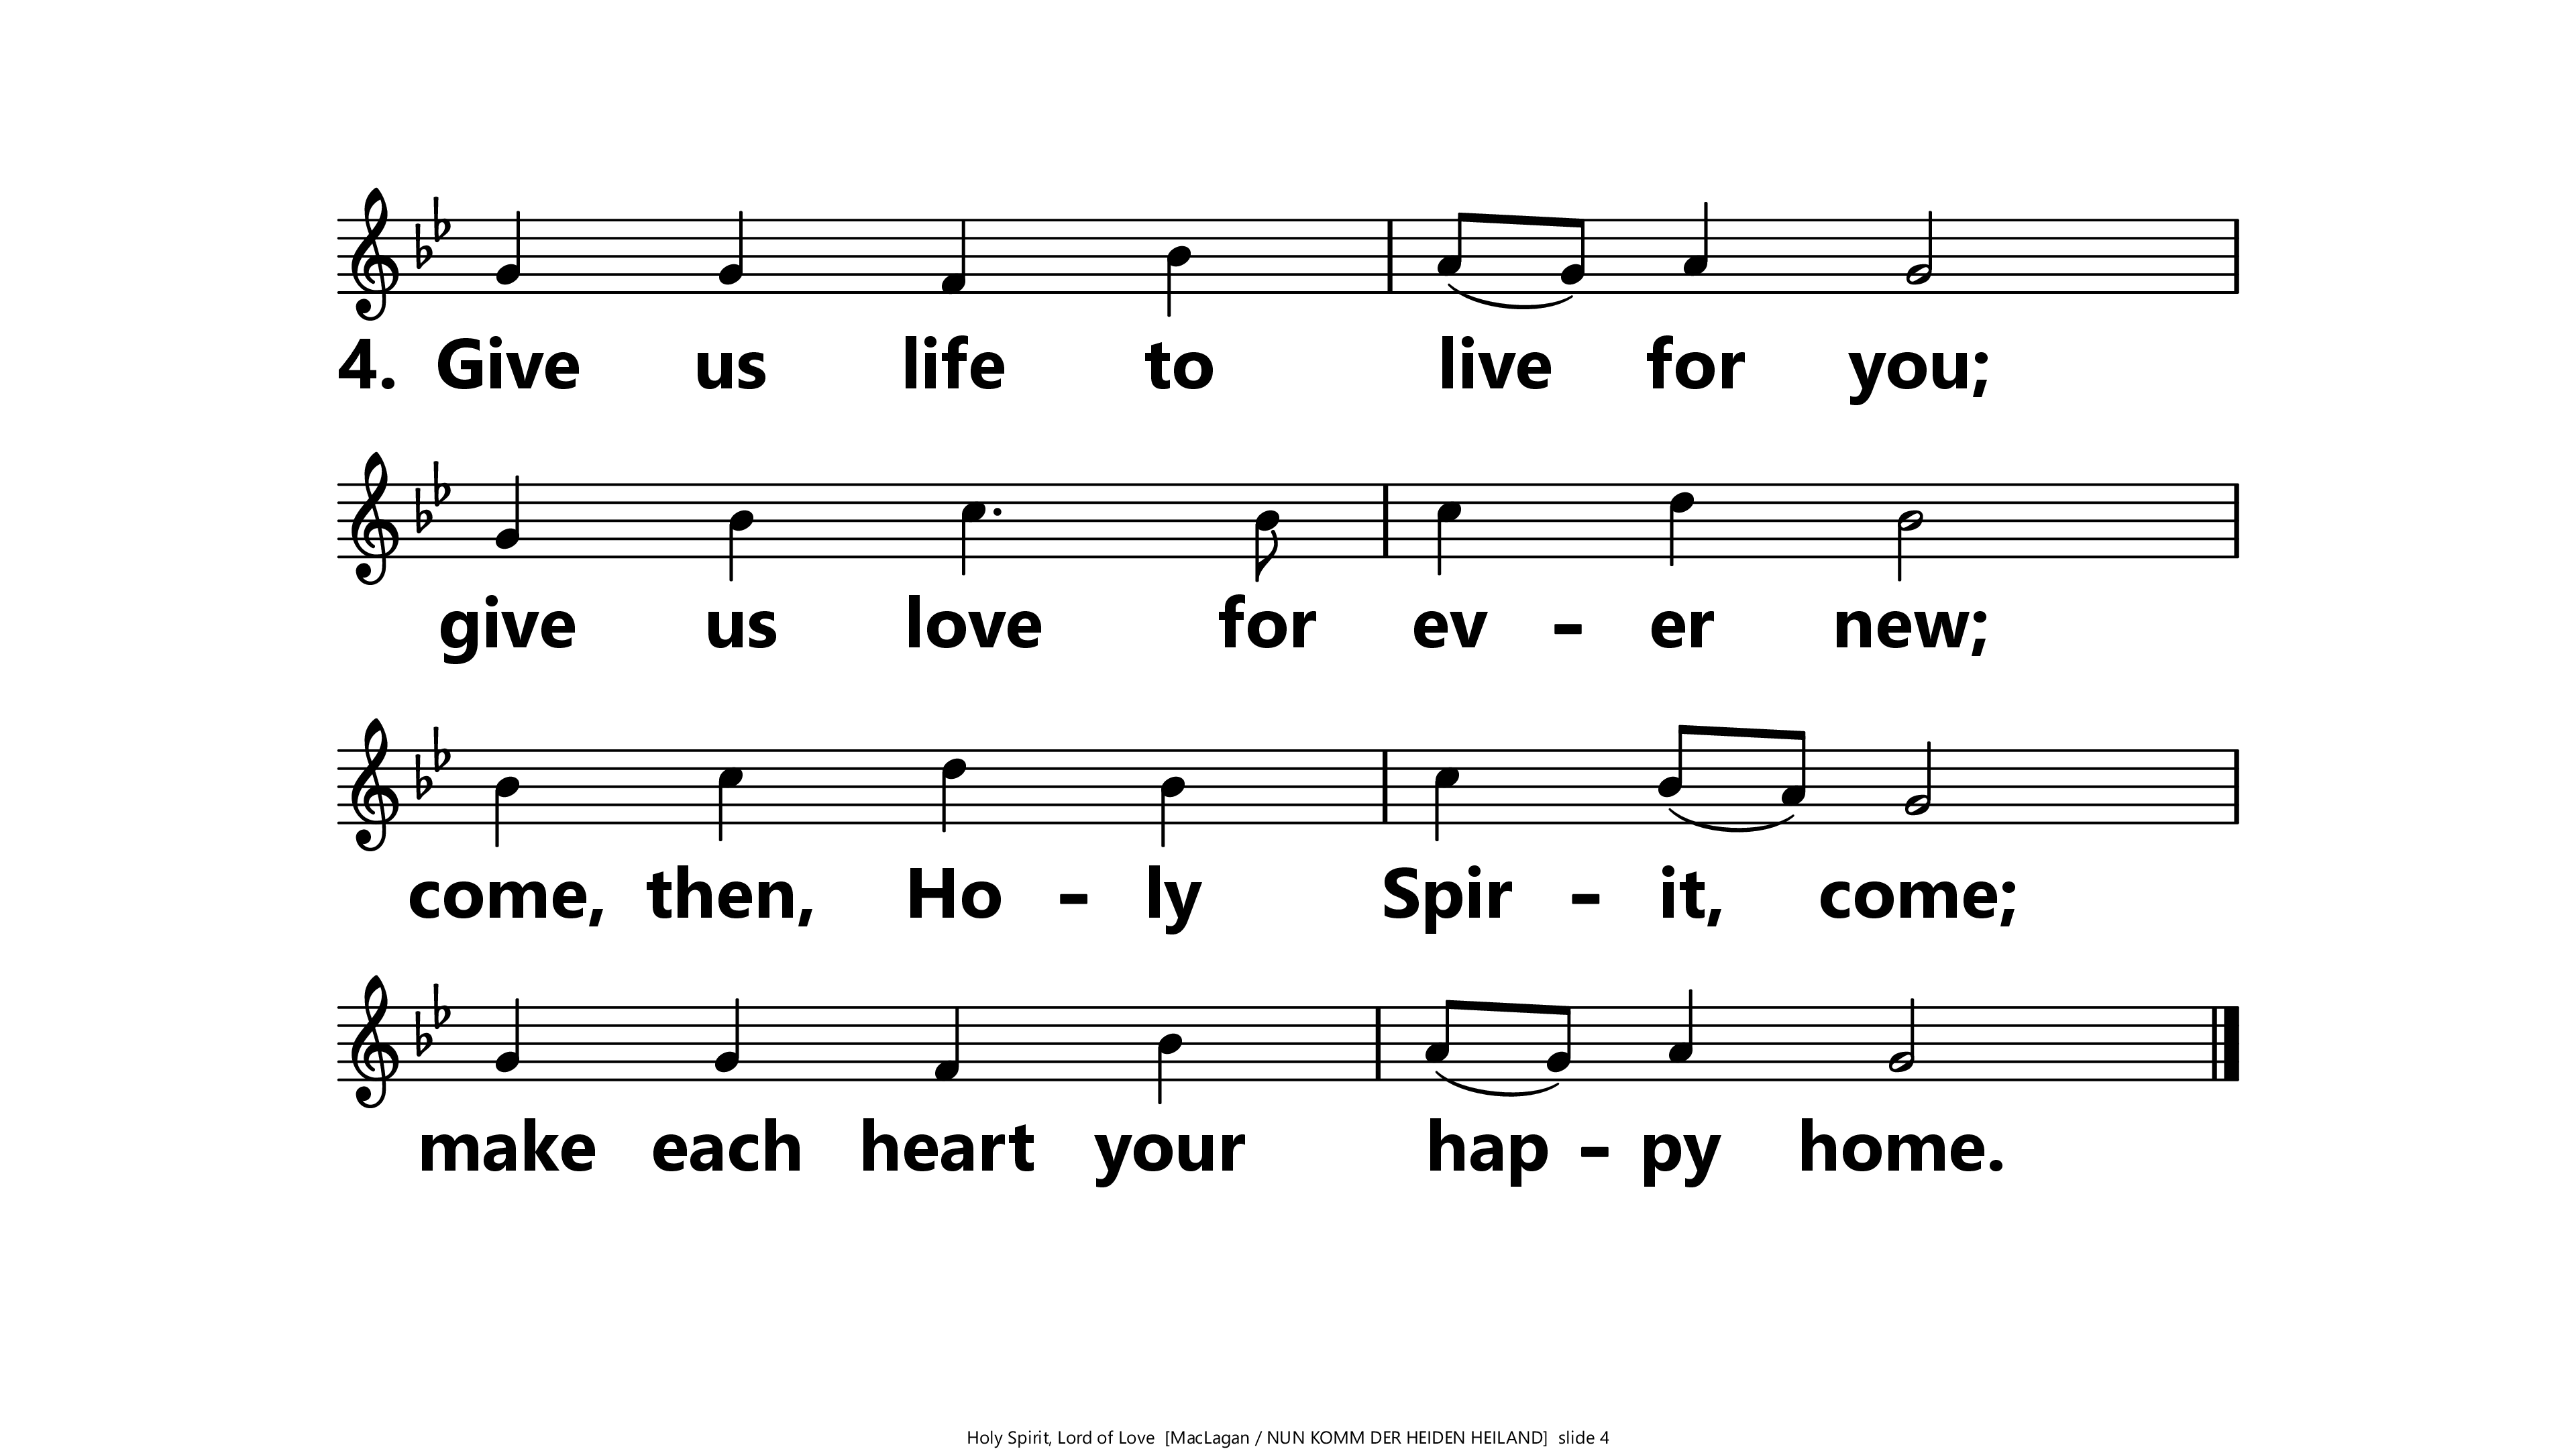 4. Give us life to live for you;
give us love for ev - er new;
come, then, Ho - ly Spir - it, come;
make each heart your hap - py home.
Holy Spirit, Lord of Love [MacLagan / NUN KOMM DER HEIDEN HEILAND] slide 4